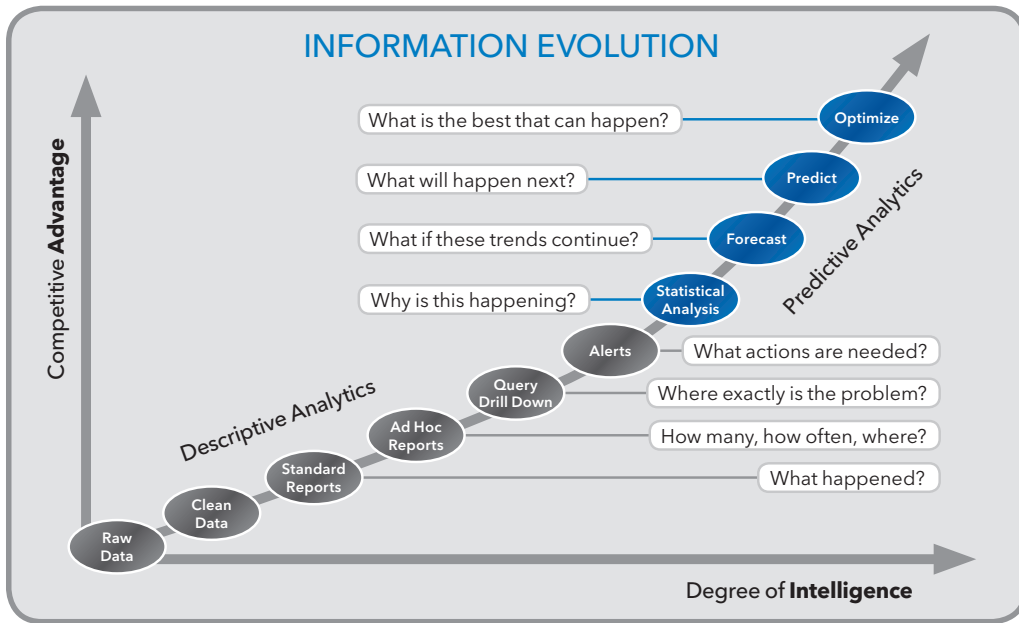 INFORMATION EVOLUTION
Competitive Advantage
What is the best that can happen?
Optimize
What will happen next?
Predict
What if these trends continue?
Forecast
Predictive Analytics
Why is this happening?
Statistical
Analysis
Alerts
What actions are needed?
Query
Drill Down
Where exactly is the problem?
Descriptive Analytics
Ad Hoc
Reports
How many, how often, where?
Standard
Reports
What happened?
Clean
Data
Raw
Data
Degree of Intelligence